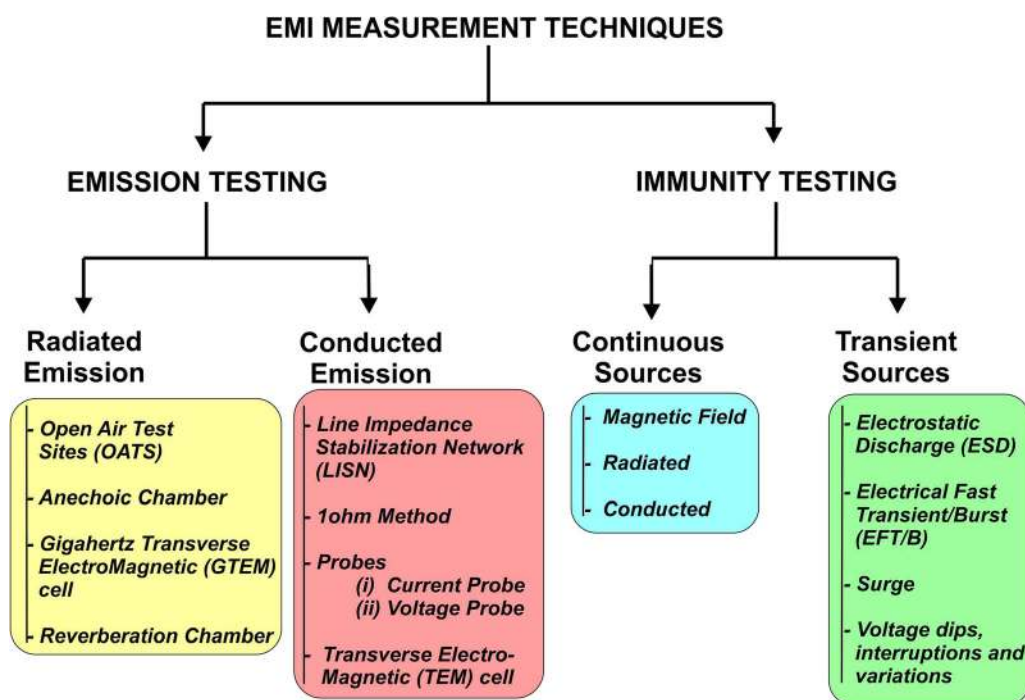 EMI MEASUREMENT TECHNIQUES
EMISSION TESTING
IMMUNITY TESTING
Radiated
Emission
- Open Air Test
Sites (OATS)
- Anechoic Chamber
- Gigahertz Transverse
ElectroMagnetic (GTEM)
cell
- Reverberation Chamber
Conducted
Emission
- Line Impedance
Stabilization Network
(LISN)
- 1ohm Method
- Probes
(i) Current Probe
(ii) Voltage Probe
- Transverse Electro-
Magnetic (TEM) cell
Continuous
Sources
- Magnetic Field
- Radiated
- Conducted
Transient
Sources
- Electrostatic
Discharge (ESD)
- Electrical Fast
Transient/Burst
(EFT/B)
- Surge
- Voltage dips,
interruptions and
variations